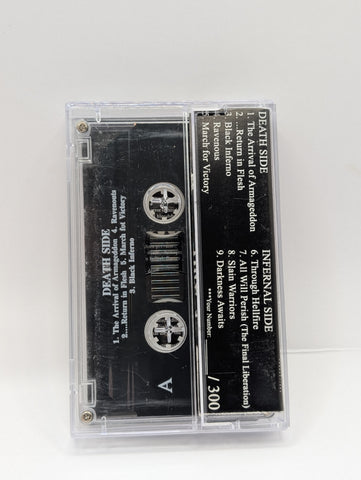 DEATH SIDE
1. The Arrival of Armageddon
2. ...Return in Flesh
3. Black Inferno
. Ravenous
. March for Victory
INFERNAL SIDE
6. Through Hellfire
7. All Will Perish (The Final Liberation)
8. Slain Warriors
9. Darkness Awaits
***Your Number:
/300
DEATH SIDE
1. The Arrival of Armageddon 4. Ravenous
2....Return in Flesh 5. March for Victory
3. Black Inferno
A